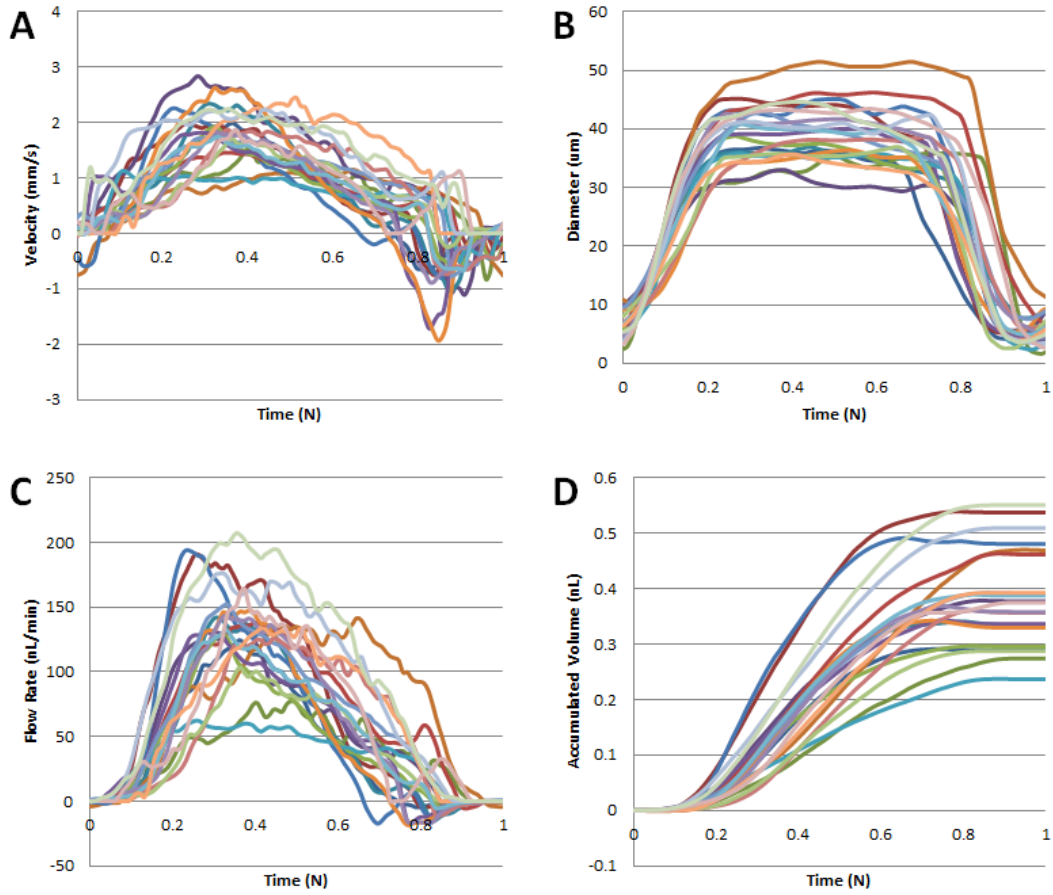 A
Velocity (mm/s)
4
3
2
1
0
-1
-2
-3
0 0.2 0.4 0.6 0.8 1
Time (N)
B
Diameter (um)
60
50
40
30
20
10
0
0 0.2 0.4 0.6 0.8 1
Time (N)
C
Flow Rate (nL/min)
250
200
150
100
50
0
-50
0 0.2 0.4 0.6 0.8 1
Time (N)
D
Accumulated Volume (nL)
0.6
0.5
0.4
0.3
0.2
0.1
0
-0.1
0 0.2 0.4 0.6 0.8 1
Time (N)